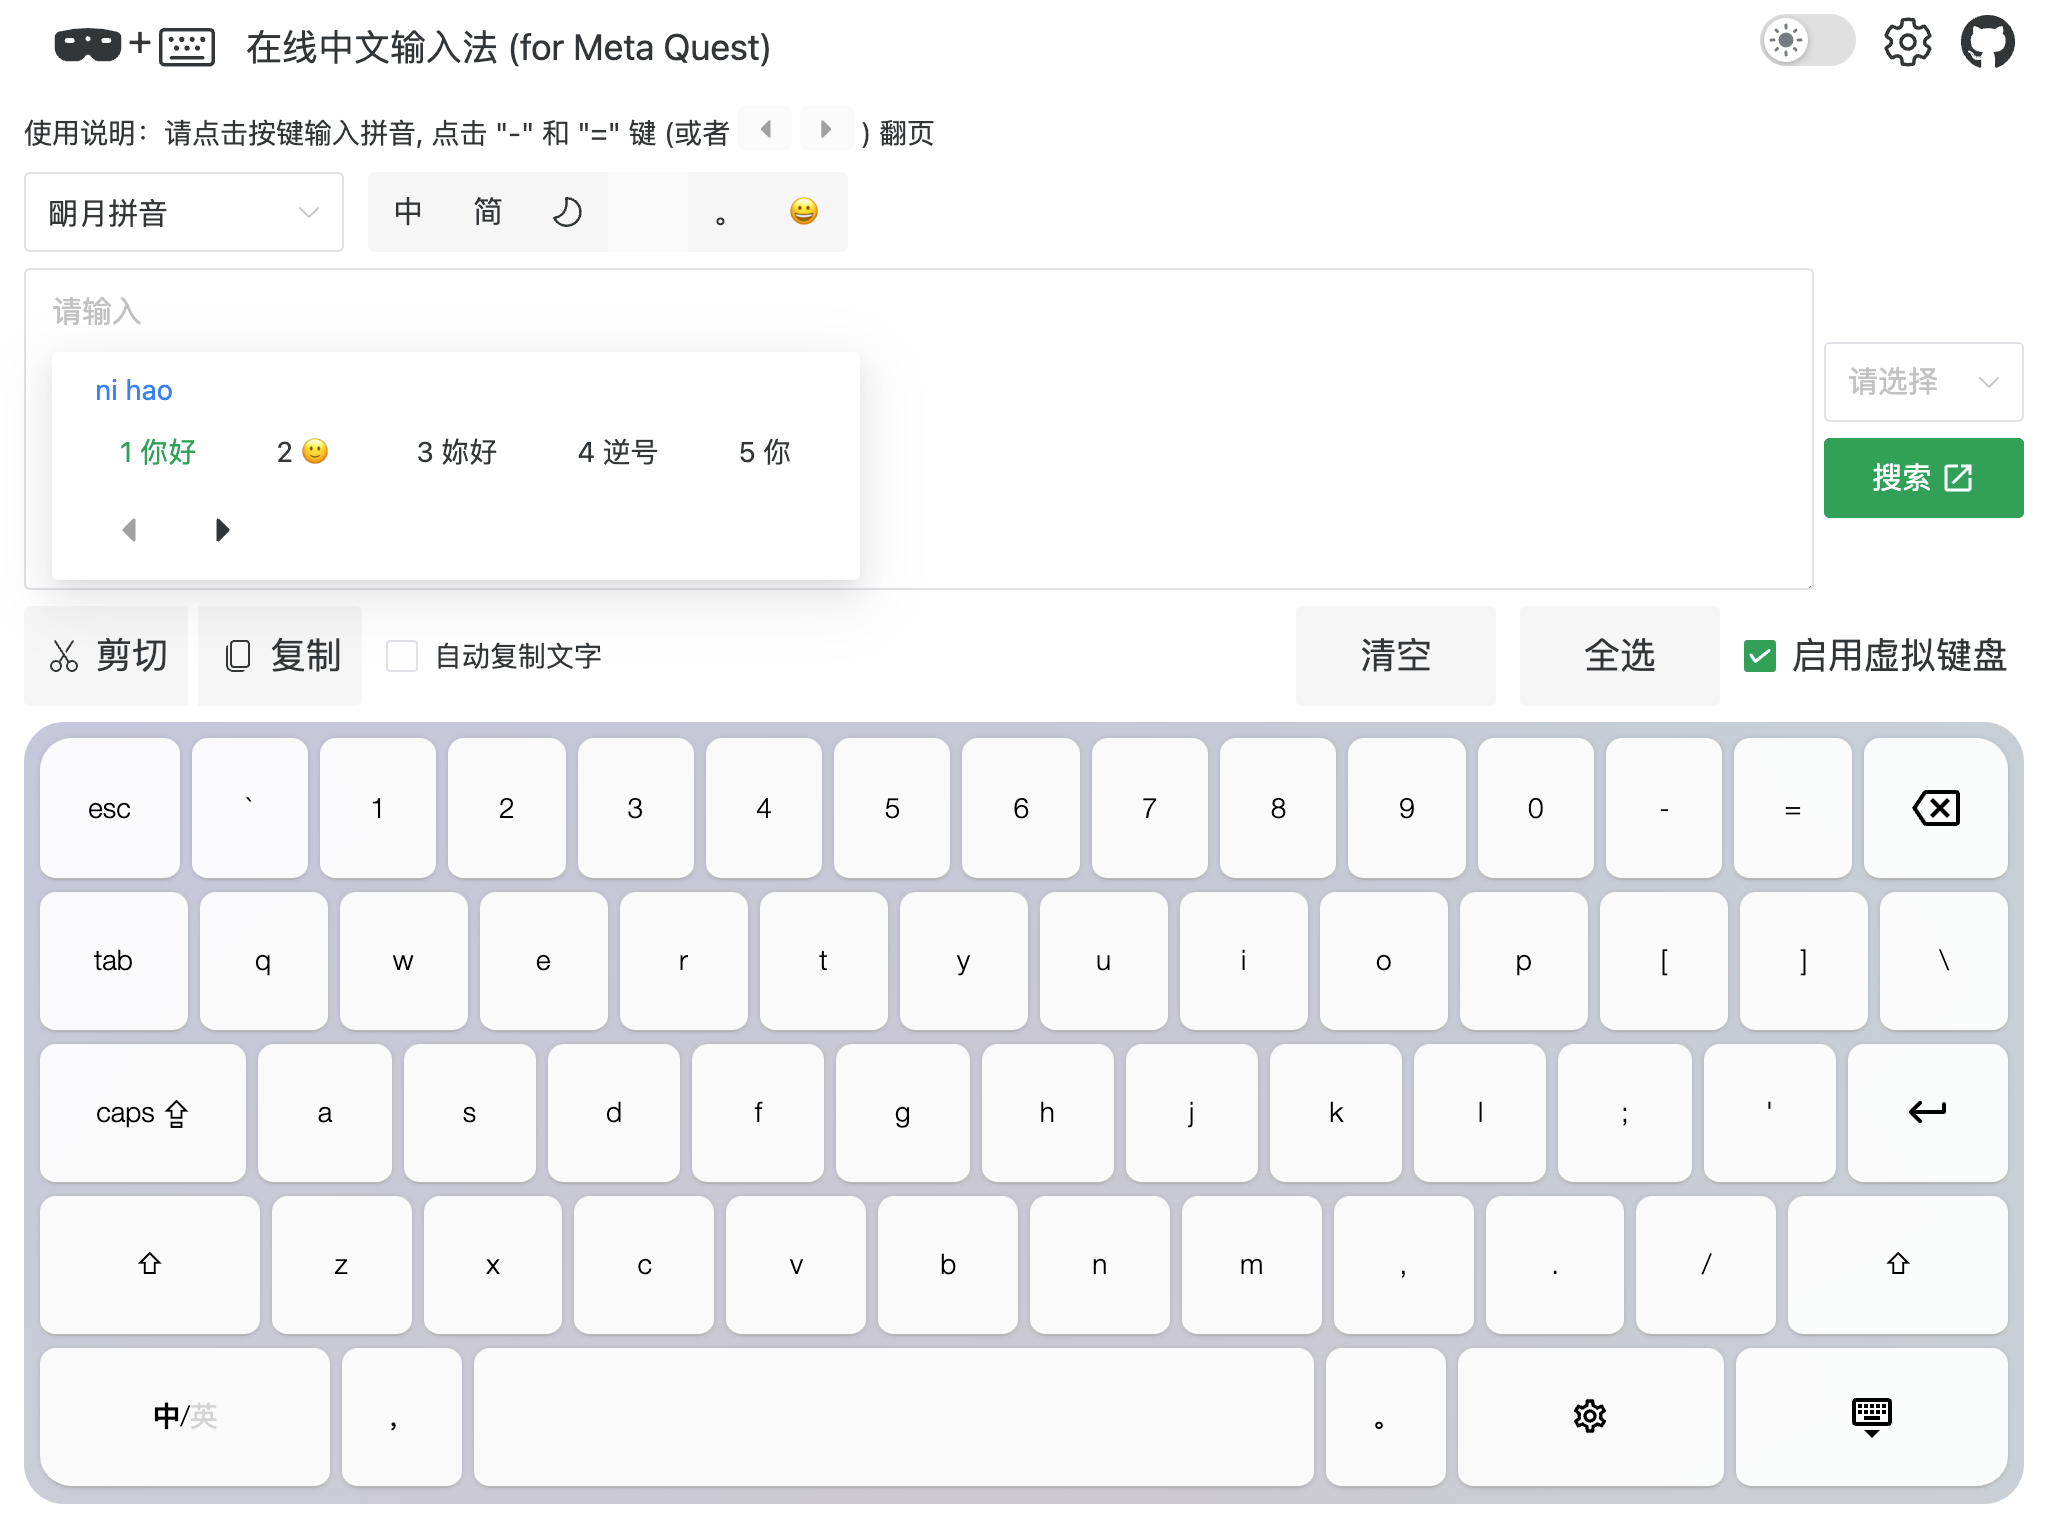 在线中文输入法 (for Meta Quest)
使用说明：请点击按键输入拼音, 点击 "-" 和 "=" 键 (或者 ) 翻页
朙月拼音
中 简 。 😀
请输入
ni hao
1 你好 2 🙂 3 妳好 4 逆号 5 你
请选择
搜索
剪切 复制 自动复制文字 清空 全选 启用虚拟键盘
esc ` 1 2 3 4 5 6 7 8 9 0 - =
tab q w e r t y u i o p [ ] \
caps a s d f g h j k l ; '
z x c v b n m , . /
中/英 ， 。